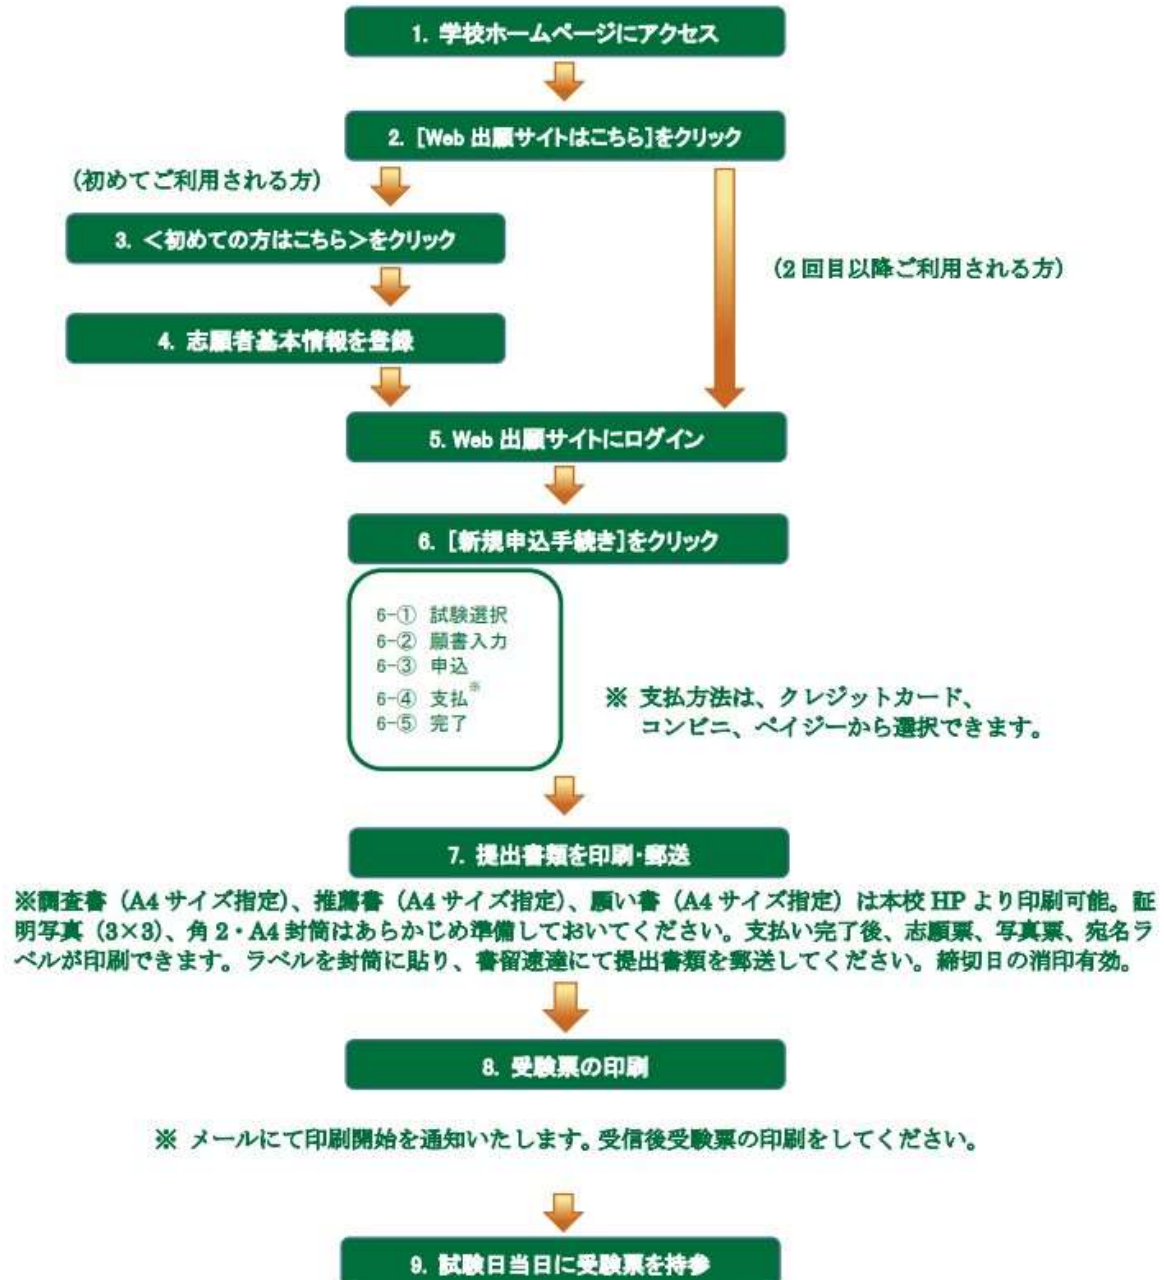 1. 学校ホームページにアクセス
2. [Web 出願サイトはこちら]をクリック
(初めてご利用される方)
3. <初めての方はこちら>をクリック
(2 回目以降ご利用される方)
4. 志願者基本情報を登録
5. Web 出願サイトにログイン
6. [新規申込手続き]をクリック
6-① 試験選択
6-② 願書入力
6-③ 申込
6-④ 支払※
6-⑤ 完了
※ 支払方法は、クレジットカード、
コンビニ、ペイジーから選択できます。
7. 提出書類を印刷・郵送
※調査書（A4 サイズ指定）、推薦書（A4 サイズ指定）、願い書（A4 サイズ指定）は本校 HP より印刷可能。証
明写真（3×3）、角 2・A4 封筒はあらかじめ準備しておいてください。支払い完了後、志願票、写真票、宛名ラ
ベルが印刷できます。ラベルを封筒に貼り、書留速達にて提出書類を郵送してください。締切日の消印有効。
8. 受験票の印刷
※ メールにて印刷開始を通知いたします。受信後受験票の印刷をしてください。
9. 試験日当日に受験票を持参